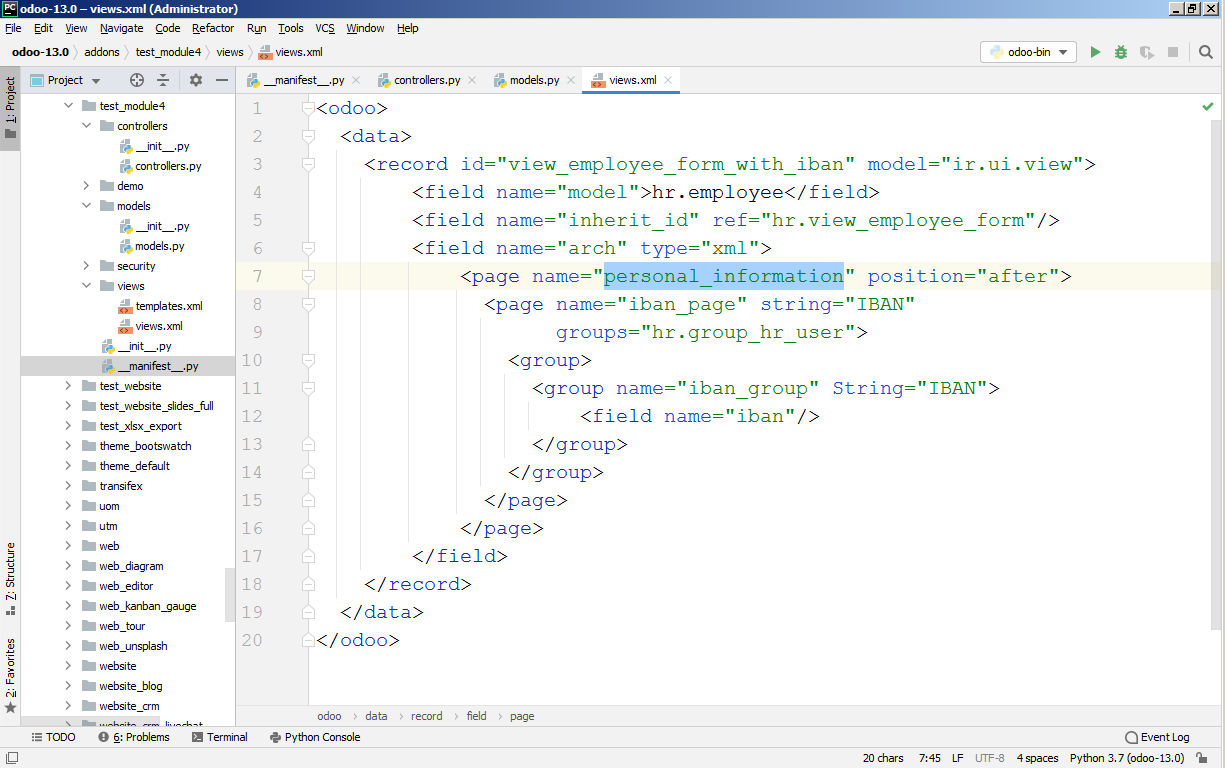 odoo-13.0 – views.xml (Administrator)
File Edit View Navigate Code Refactor Run Tools VCS Window Help
odoo-13.0 addons test_module4 views views.xml odoo-bin
1: Project
Project
__manifest__.py controllers.py models.py views.xml
test_module4
controllers
__init__.py
controllers.py
demo
models
__init__.py
models.py
security
views
templates.xml
views.xml
__init__.py
__manifest__.py
test_website
test_website_slides_full
test_xlsx_export
theme_bootswatch
theme_default
transifex
uom
utm
web
web_diagram
web_editor
web_kanban_gauge
web_tour
web_unsplash
website
website_blog
website_crm
website_crm_livechat
7: Structure
2: Favorites
1 <odoo>
2 <data>
3 <record id="view_employee_form_with_iban" model="ir.ui.view">
4 <field name="model">hr.employee</field>
5 <field name="inherit_id" ref="hr.view_employee_form"/>
6 <field name="arch" type="xml">
7 <page name="personal_information" position="after">
8 <page name="iban_page" string="IBAN"
9 groups="hr.group_hr_user">
10 <group>
11 <group name="iban_group" String="IBAN">
12 <field name="iban"/>
13 </group>
14 </group>
15 </page>
16 </page>
17 </field>
18 </record>
19 </data>
20 </odoo>
odoo data record field page
TODO 6: Problems Terminal Python Console Event Log
20 chars 7:45 LF UTF-8 4 spaces Python 3.7 (odoo-13.0)